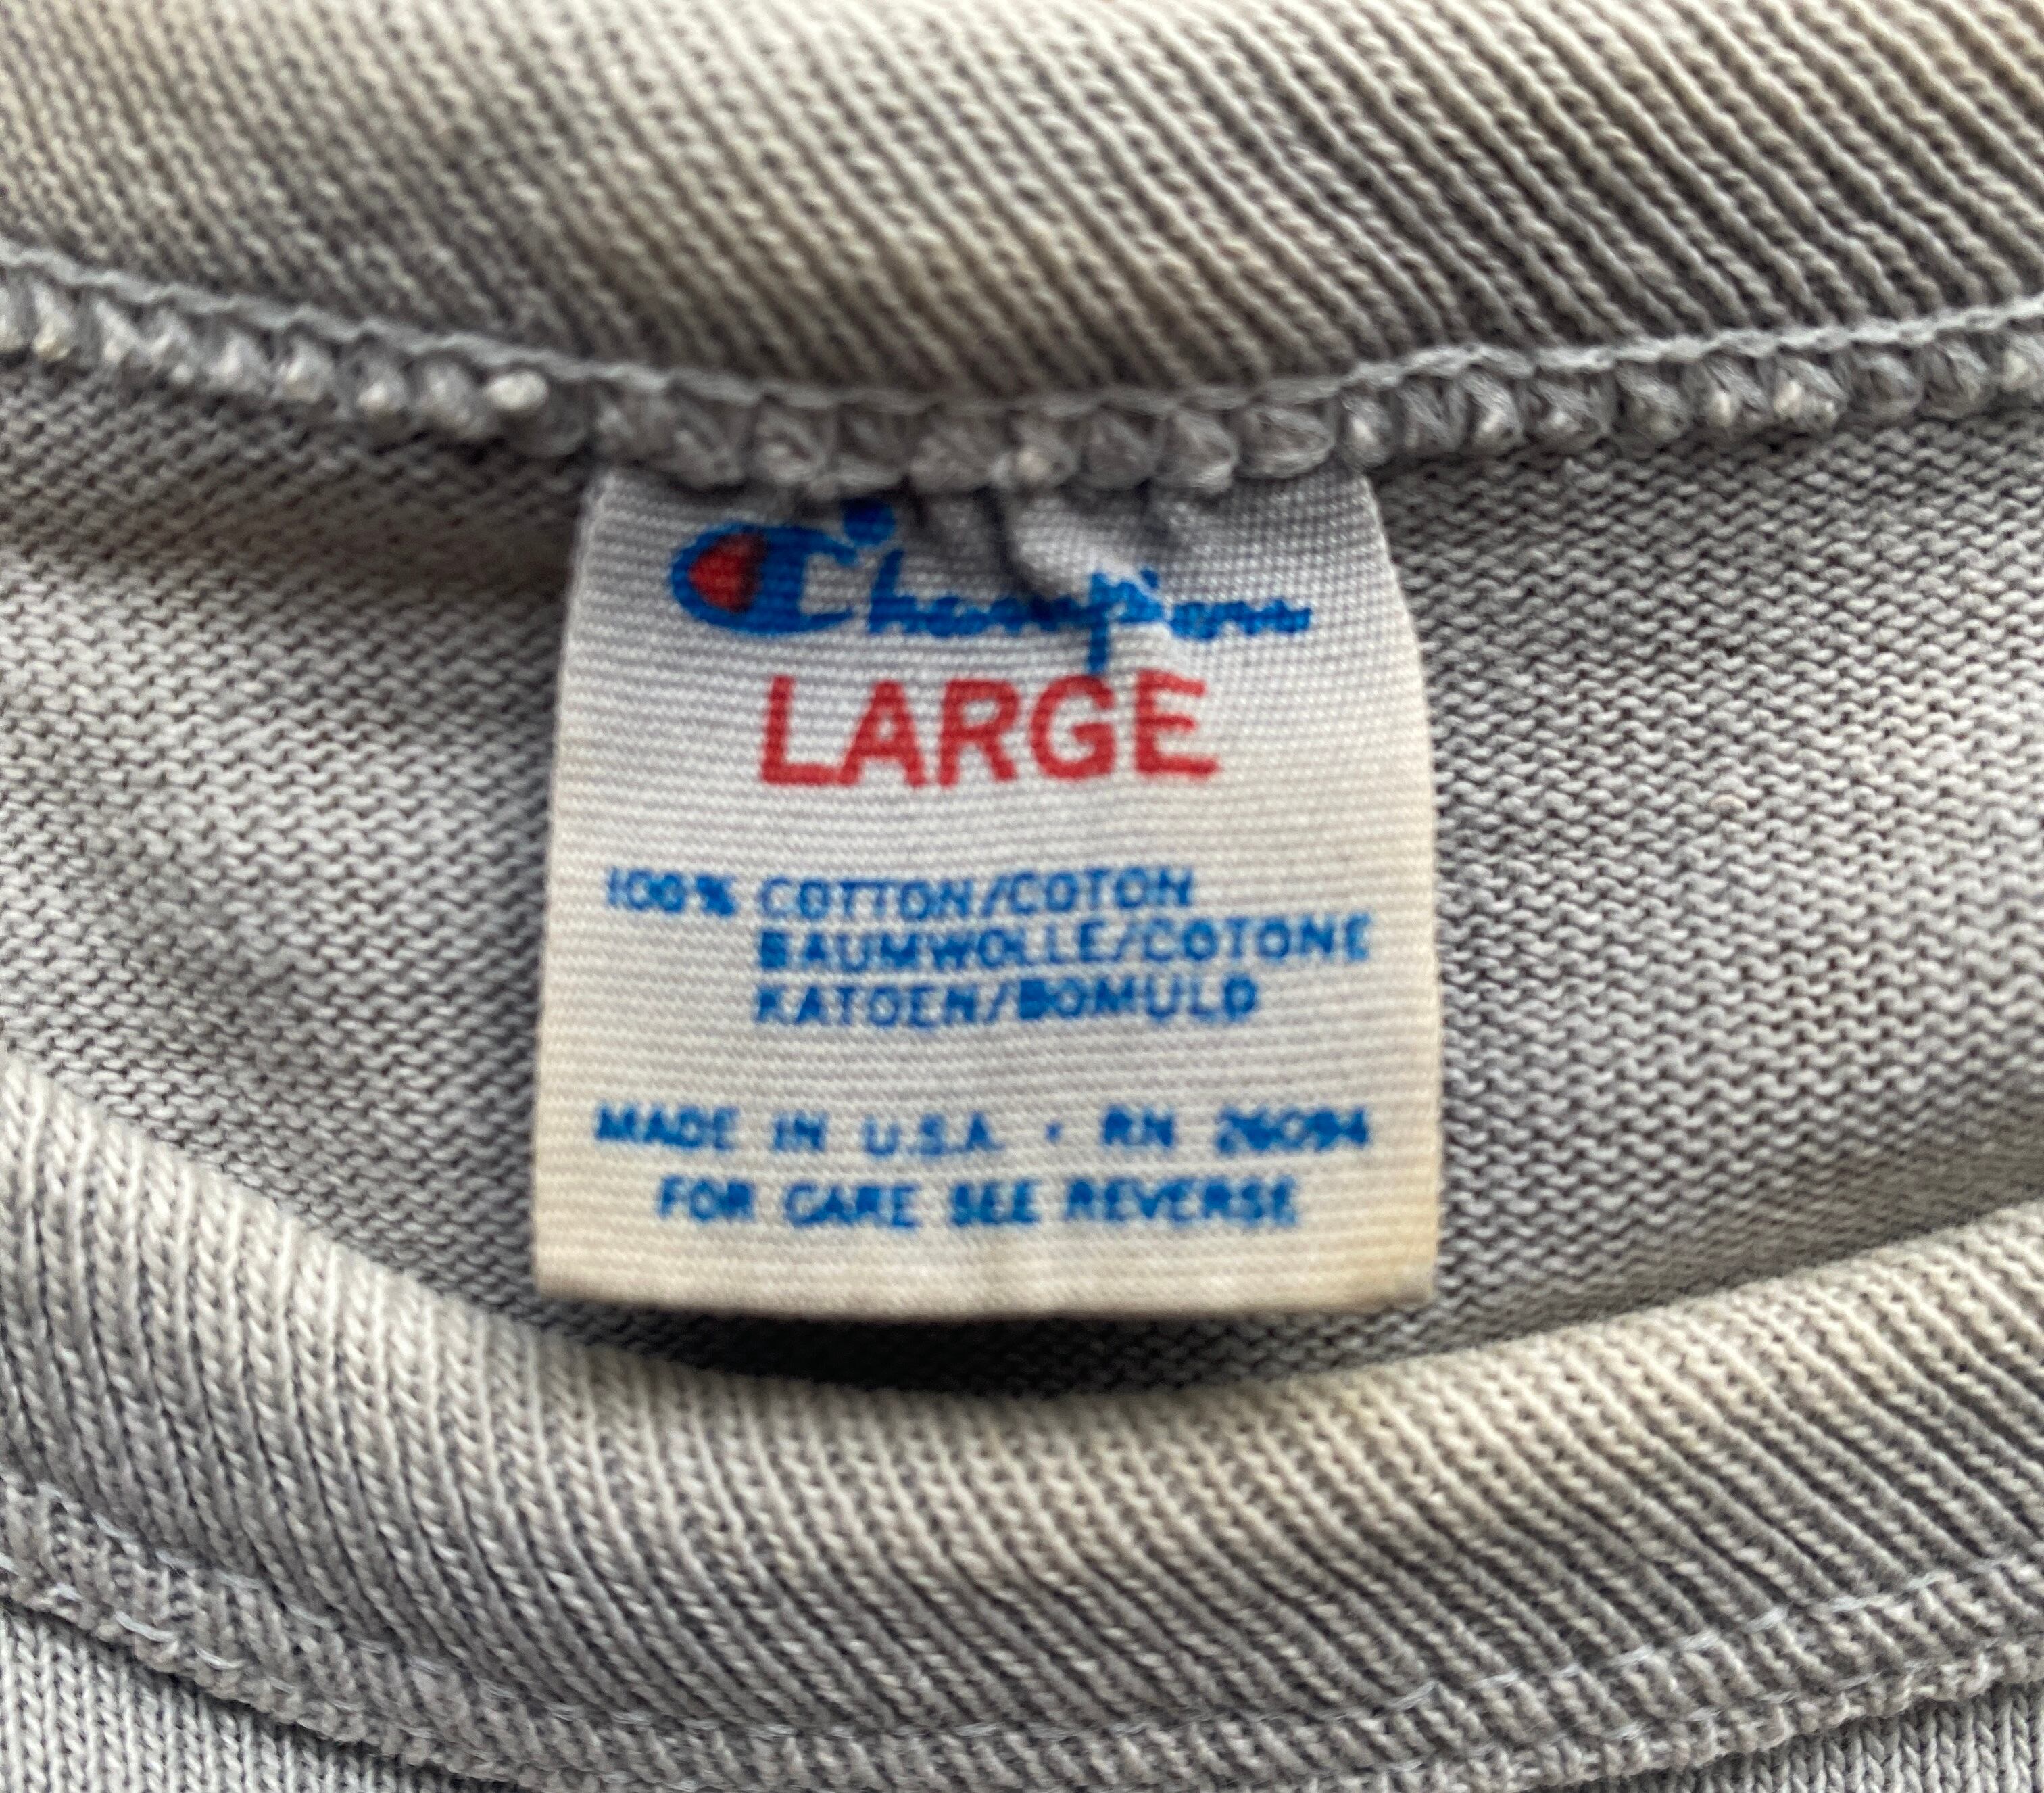 Champion
LARGE
100% COTTON/COTON
BAUMWOLLE/COTONE
KATOEN/BOMULD
MADE IN U.S.A. • RN 26094
FOR CARE SEE REVERSE